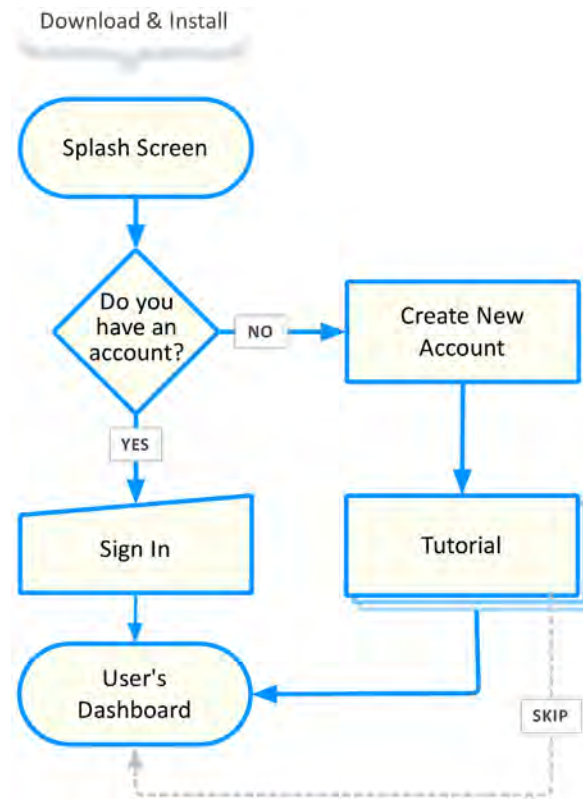 Download & Install
Splash Screen
Do you
have an
account?
NO
Create New
Account
YES
Sign In
Tutorial
User's
Dashboard
SKIP